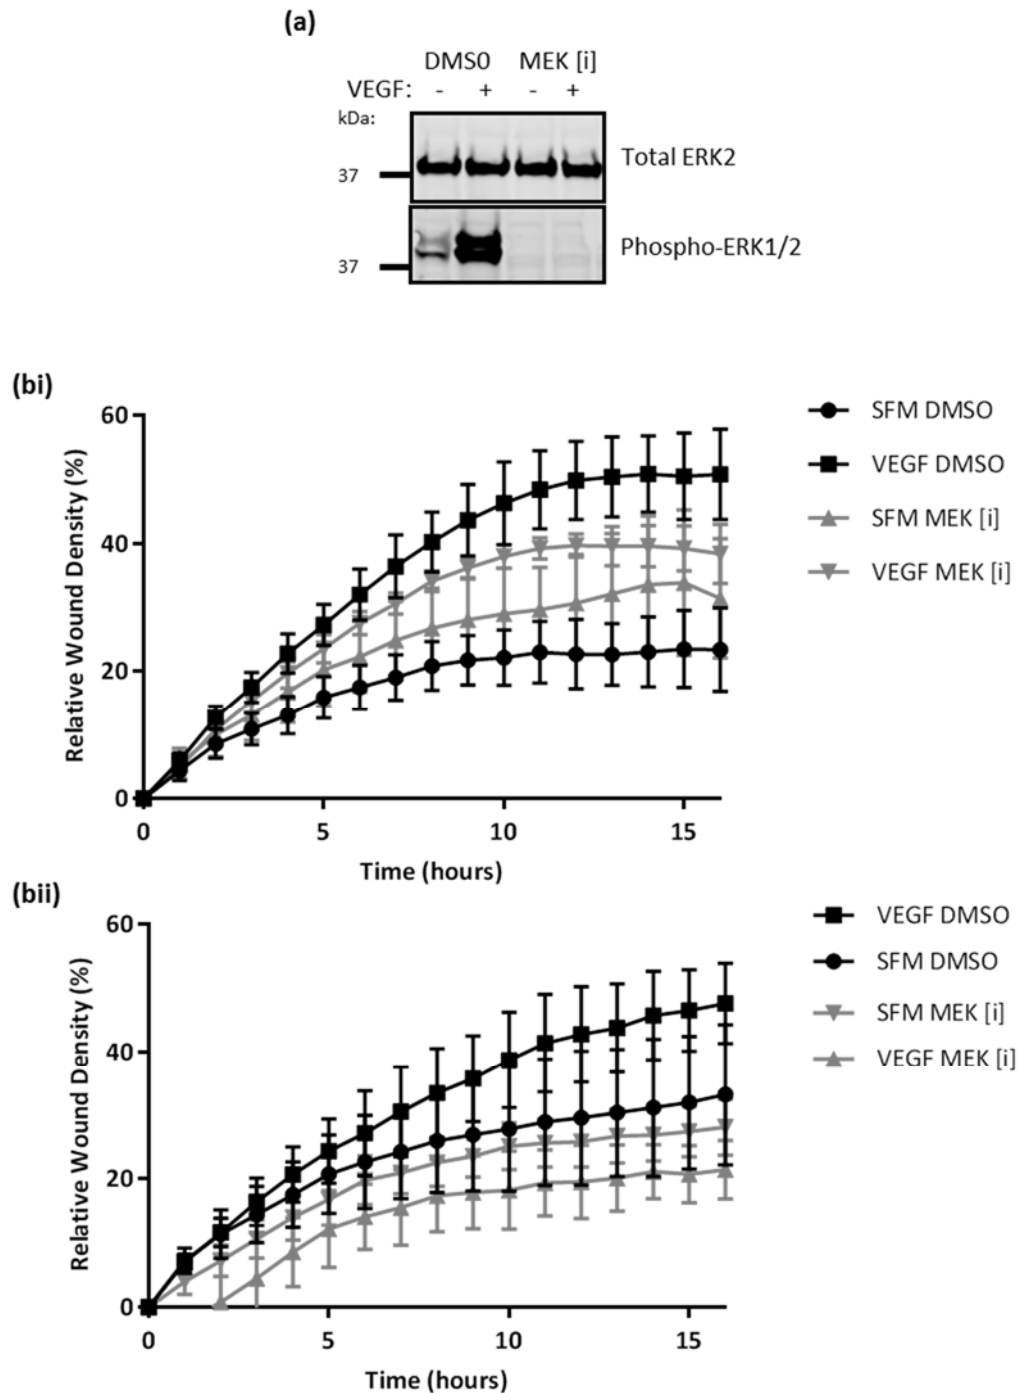 (a)
DMS0 MEK [i]
VEGF: - + - +
kDa:
37
Total ERK2
37
Phospho-ERK1/2
(bi)
60
40
20
0
Relative Wound Density (%)
0 5 10 15
Time (hours)
SFM DMSO
VEGF DMSO
SFM MEK [i]
VEGF MEK [i]
(bii)
60
40
20
0
Relative Wound Density (%)
0 5 10 15
Time (hours)
VEGF DMSO
SFM DMSO
SFM MEK [i]
VEGF MEK [i]